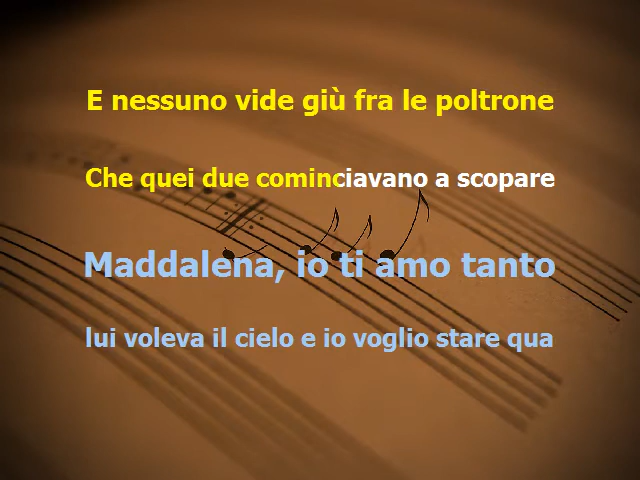 E nessuno vide giù fra le poltrone
Che quei due cominciavano a scopare
Maddalena, io ti amo tanto
lui voleva il cielo e io voglio stare qua